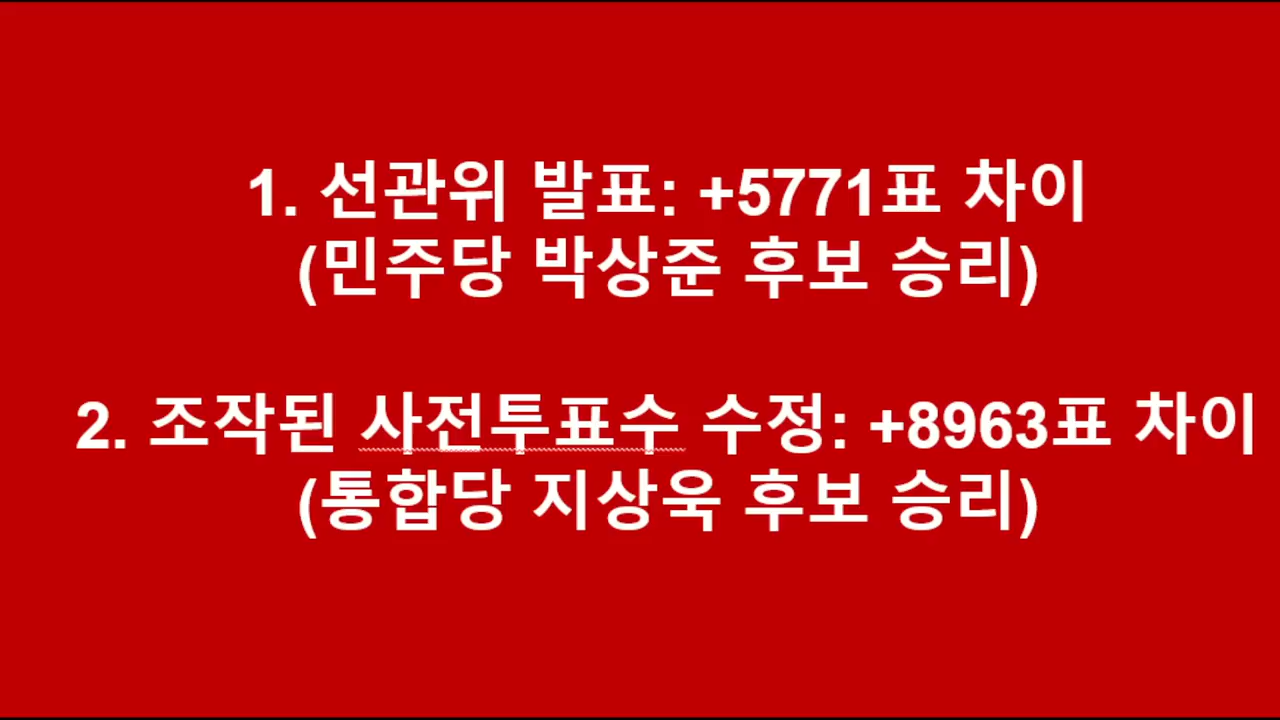 1. 선관위 발표: +5771표 차이
(민주당 박상준 후보 승리)
2. 조작된 사전투표수 수정: +8963표 차이
(통합당 지상욱 후보 승리)